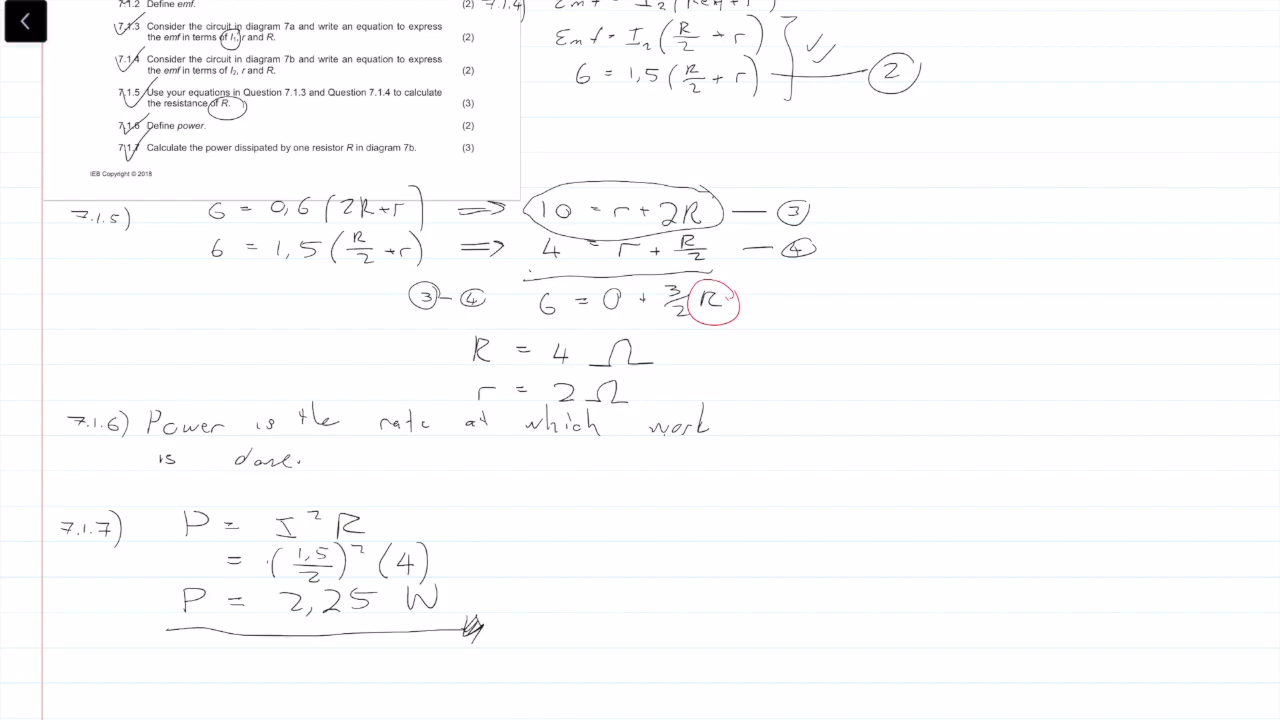 7.1.2 Define emf. (2)
7.1.3 Consider the circuit in diagram 7a and write an equation to express
the emf in terms of I₁, r and R. (2)
7.1.4 Consider the circuit in diagram 7b and write an equation to express
the emf in terms of I₂, r and R. (2)
7.1.5 Use your equations in Question 7.1.3 and Question 7.1.4 to calculate
the resistance of R. (3)
7.1.6 Define power. (2)
7.1.7 Calculate the power dissipated by one resistor R in diagram 7b. (3)
IEB Copyright © 2018
7.1.4)
Emf = I₂ (R/2 + r)
6 = 1,5 (R/2 + r) — ②
7.1.5) 6 = 0,6 (2R+r) ⇒ 10 = r + 2R — ③
6 = 1,5 (R/2 + r) ⇒ 4 = r + R/2 — ④
③ - ④ 6 = 0 + 3/2 R
R = 4 Ω
r = 2 Ω
7.1.6) Power is the rate at which work
is done.
7.1.7) P = I² R
= (1,5/2)² (4)
P = 2,25 W